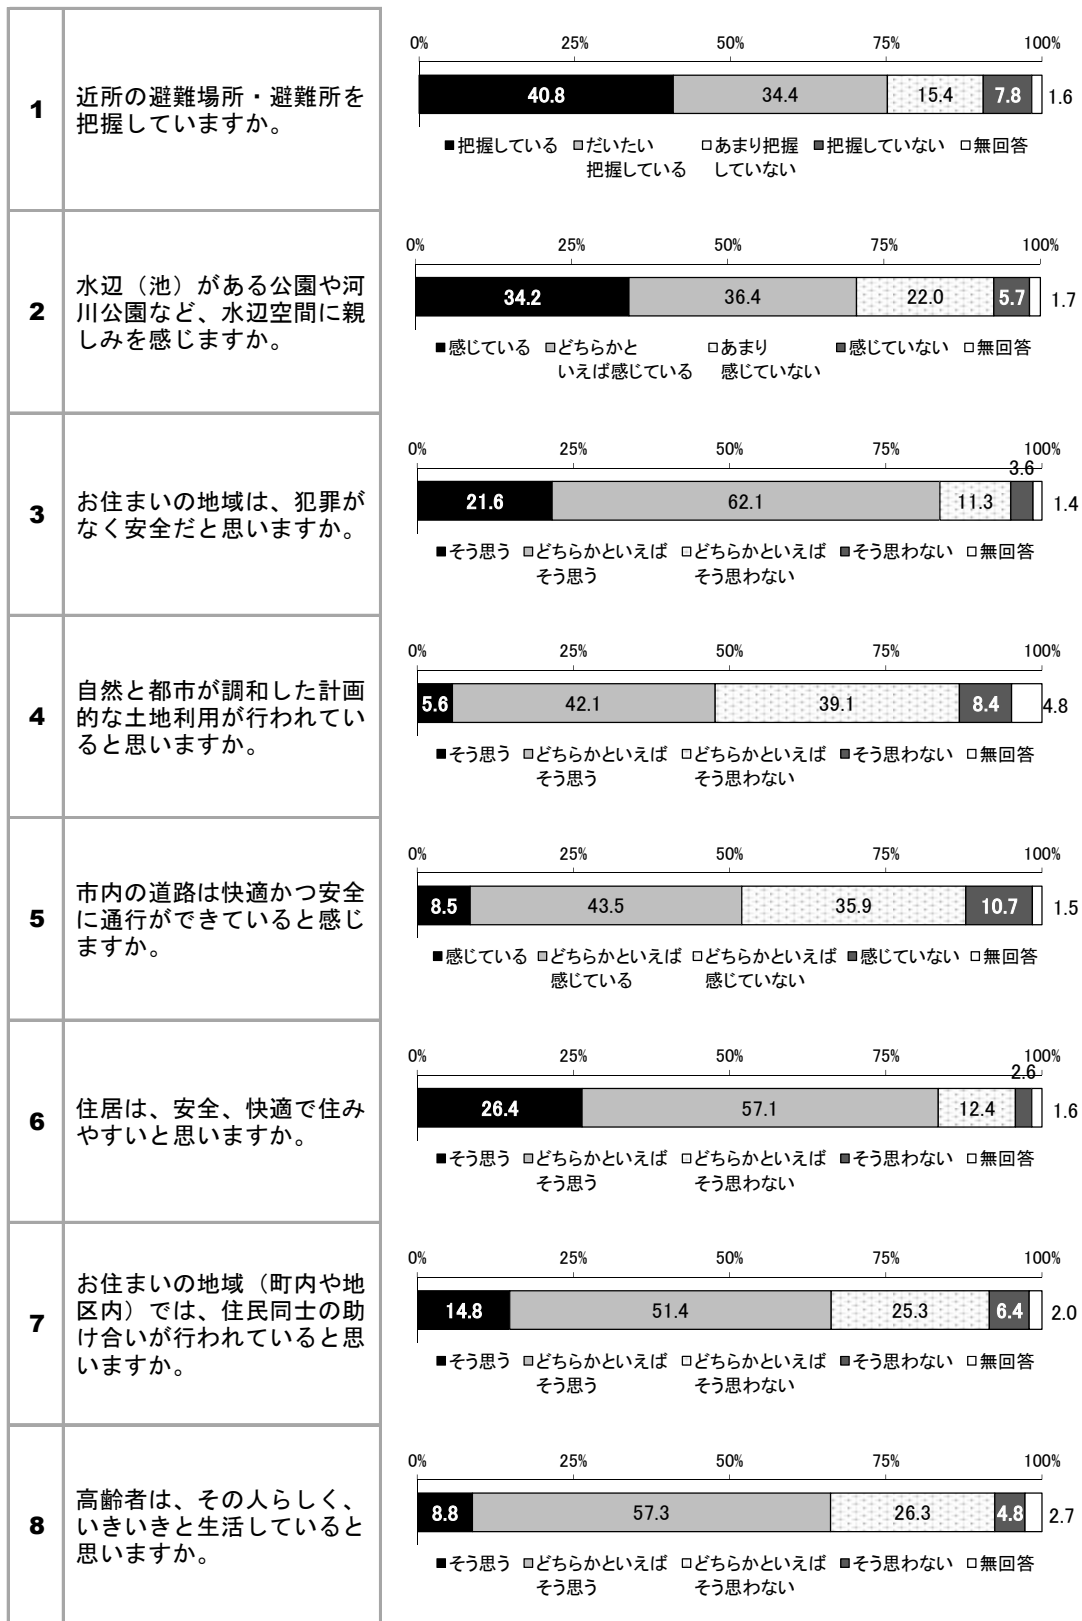 1
近所の避難場所・避難所を
把握していますか。
0% 25% 50% 75% 100%
40.8 34.4 15.4 7.8 1.6
■把握している □だいたい □あまり把握 ■把握していない □無回答
把握している していない
2
水辺（池）がある公園や河
川公園など、水辺空間に親
しみを感じますか。
0% 25% 50% 75% 100%
34.2 36.4 22.0 5.7 1.7
■感じている □どちらかと □あまり ■感じていない □無回答
いえば感じている 感じていない
3
お住まいの地域は、犯罪が
なく安全だと思いますか。
0% 25% 50% 75% 100%
3.6
21.6 62.1 11.3 1.4
■そう思う □どちらかといえば □どちらかといえば ■そう思わない □無回答
そう思う そう思わない
4
自然と都市が調和した計画
的な土地利用が行われてい
ると思いますか。
0% 25% 50% 75% 100%
5.6 42.1 39.1 8.4 4.8
■そう思う □どちらかといえば □どちらかといえば ■そう思わない □無回答
そう思う そう思わない
5
市内の道路は快適かつ安全
に通行ができていると感じ
ますか。
0% 25% 50% 75% 100%
8.5 43.5 35.9 10.7 1.5
■感じている □どちらかといえば □どちらかといえば ■感じていない □無回答
感じている 感じていない
6
住居は、安全、快適で住み
やすいと思いますか。
0% 25% 50% 75% 100%
2.6
26.4 57.1 12.4 1.6
■そう思う □どちらかといえば □どちらかといえば ■そう思わない □無回答
そう思う そう思わない
7
お住まいの地域（町内や地
区内）では、住民同士の助
け合いが行われていると思
いますか。
0% 25% 50% 75% 100%
14.8 51.4 25.3 6.4 2.0
■そう思う □どちらかといえば □どちらかといえば ■そう思わない □無回答
そう思う そう思わない
8
高齢者は、その人らしく、
いきいきと生活していると
思いますか。
0% 25% 50% 75% 100%
8.8 57.3 26.3 4.8 2.7
■そう思う □どちらかといえば □どちらかといえば ■そう思わない □無回答
そう思う そう思わない